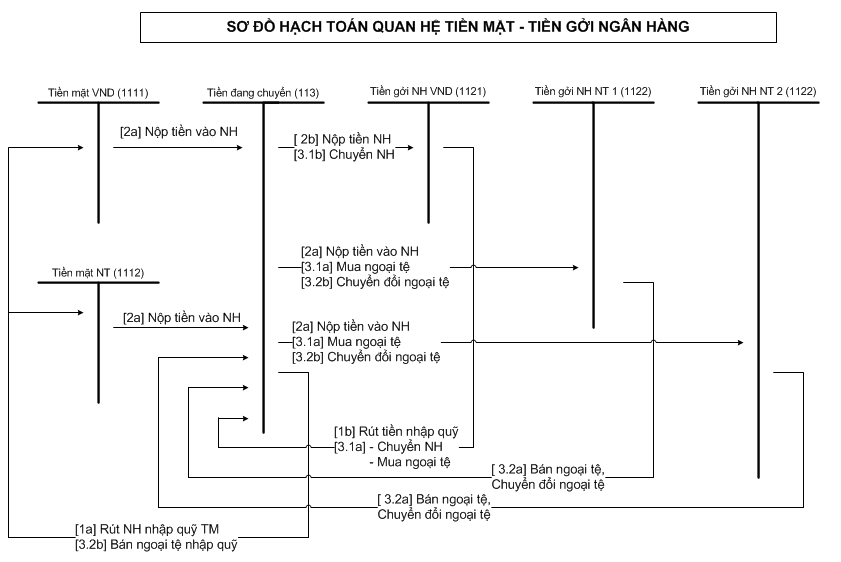 SƠ ĐỒ HẠCH TOÁN QUAN HỆ TIỀN MẶT - TIỀN GỞI NGÂN HÀNG
Tiền mặt VND (1111)
Tiền đang chuyển (113)
Tiền gởi NH VND (1121)
Tiền gởi NH NT 1 (1122)
Tiền gởi NH NT 2 (1122)
[2a] Nộp tiền vào NH
[ 2b] Nộp tiền NH
[3.1b] Chuyển NH
Tiền mặt NT (1112)
[2a] Nộp tiền vào NH
[3.1a] Mua ngoại tệ
[3.2b] Chuyển đổi ngoại tệ
[2a] Nộp tiền vào NH
[2a] Nộp tiền vào NH
[3.1a] Mua ngoại tệ
[3.2b] Chuyển đổi ngoại tệ
[1b] Rút tiền nhập quỹ
[3.1a] - Chuyển NH
- Mua ngoại tệ
[ 3.2a] Bán ngoại tệ,
Chuyển đổi ngoại tệ
[ 3.2a] Bán ngoại tệ,
Chuyển đổi ngoại tệ
[1a] Rút NH nhập quỹ TM
[3.2b] Bán ngoại tệ nhập quỹ